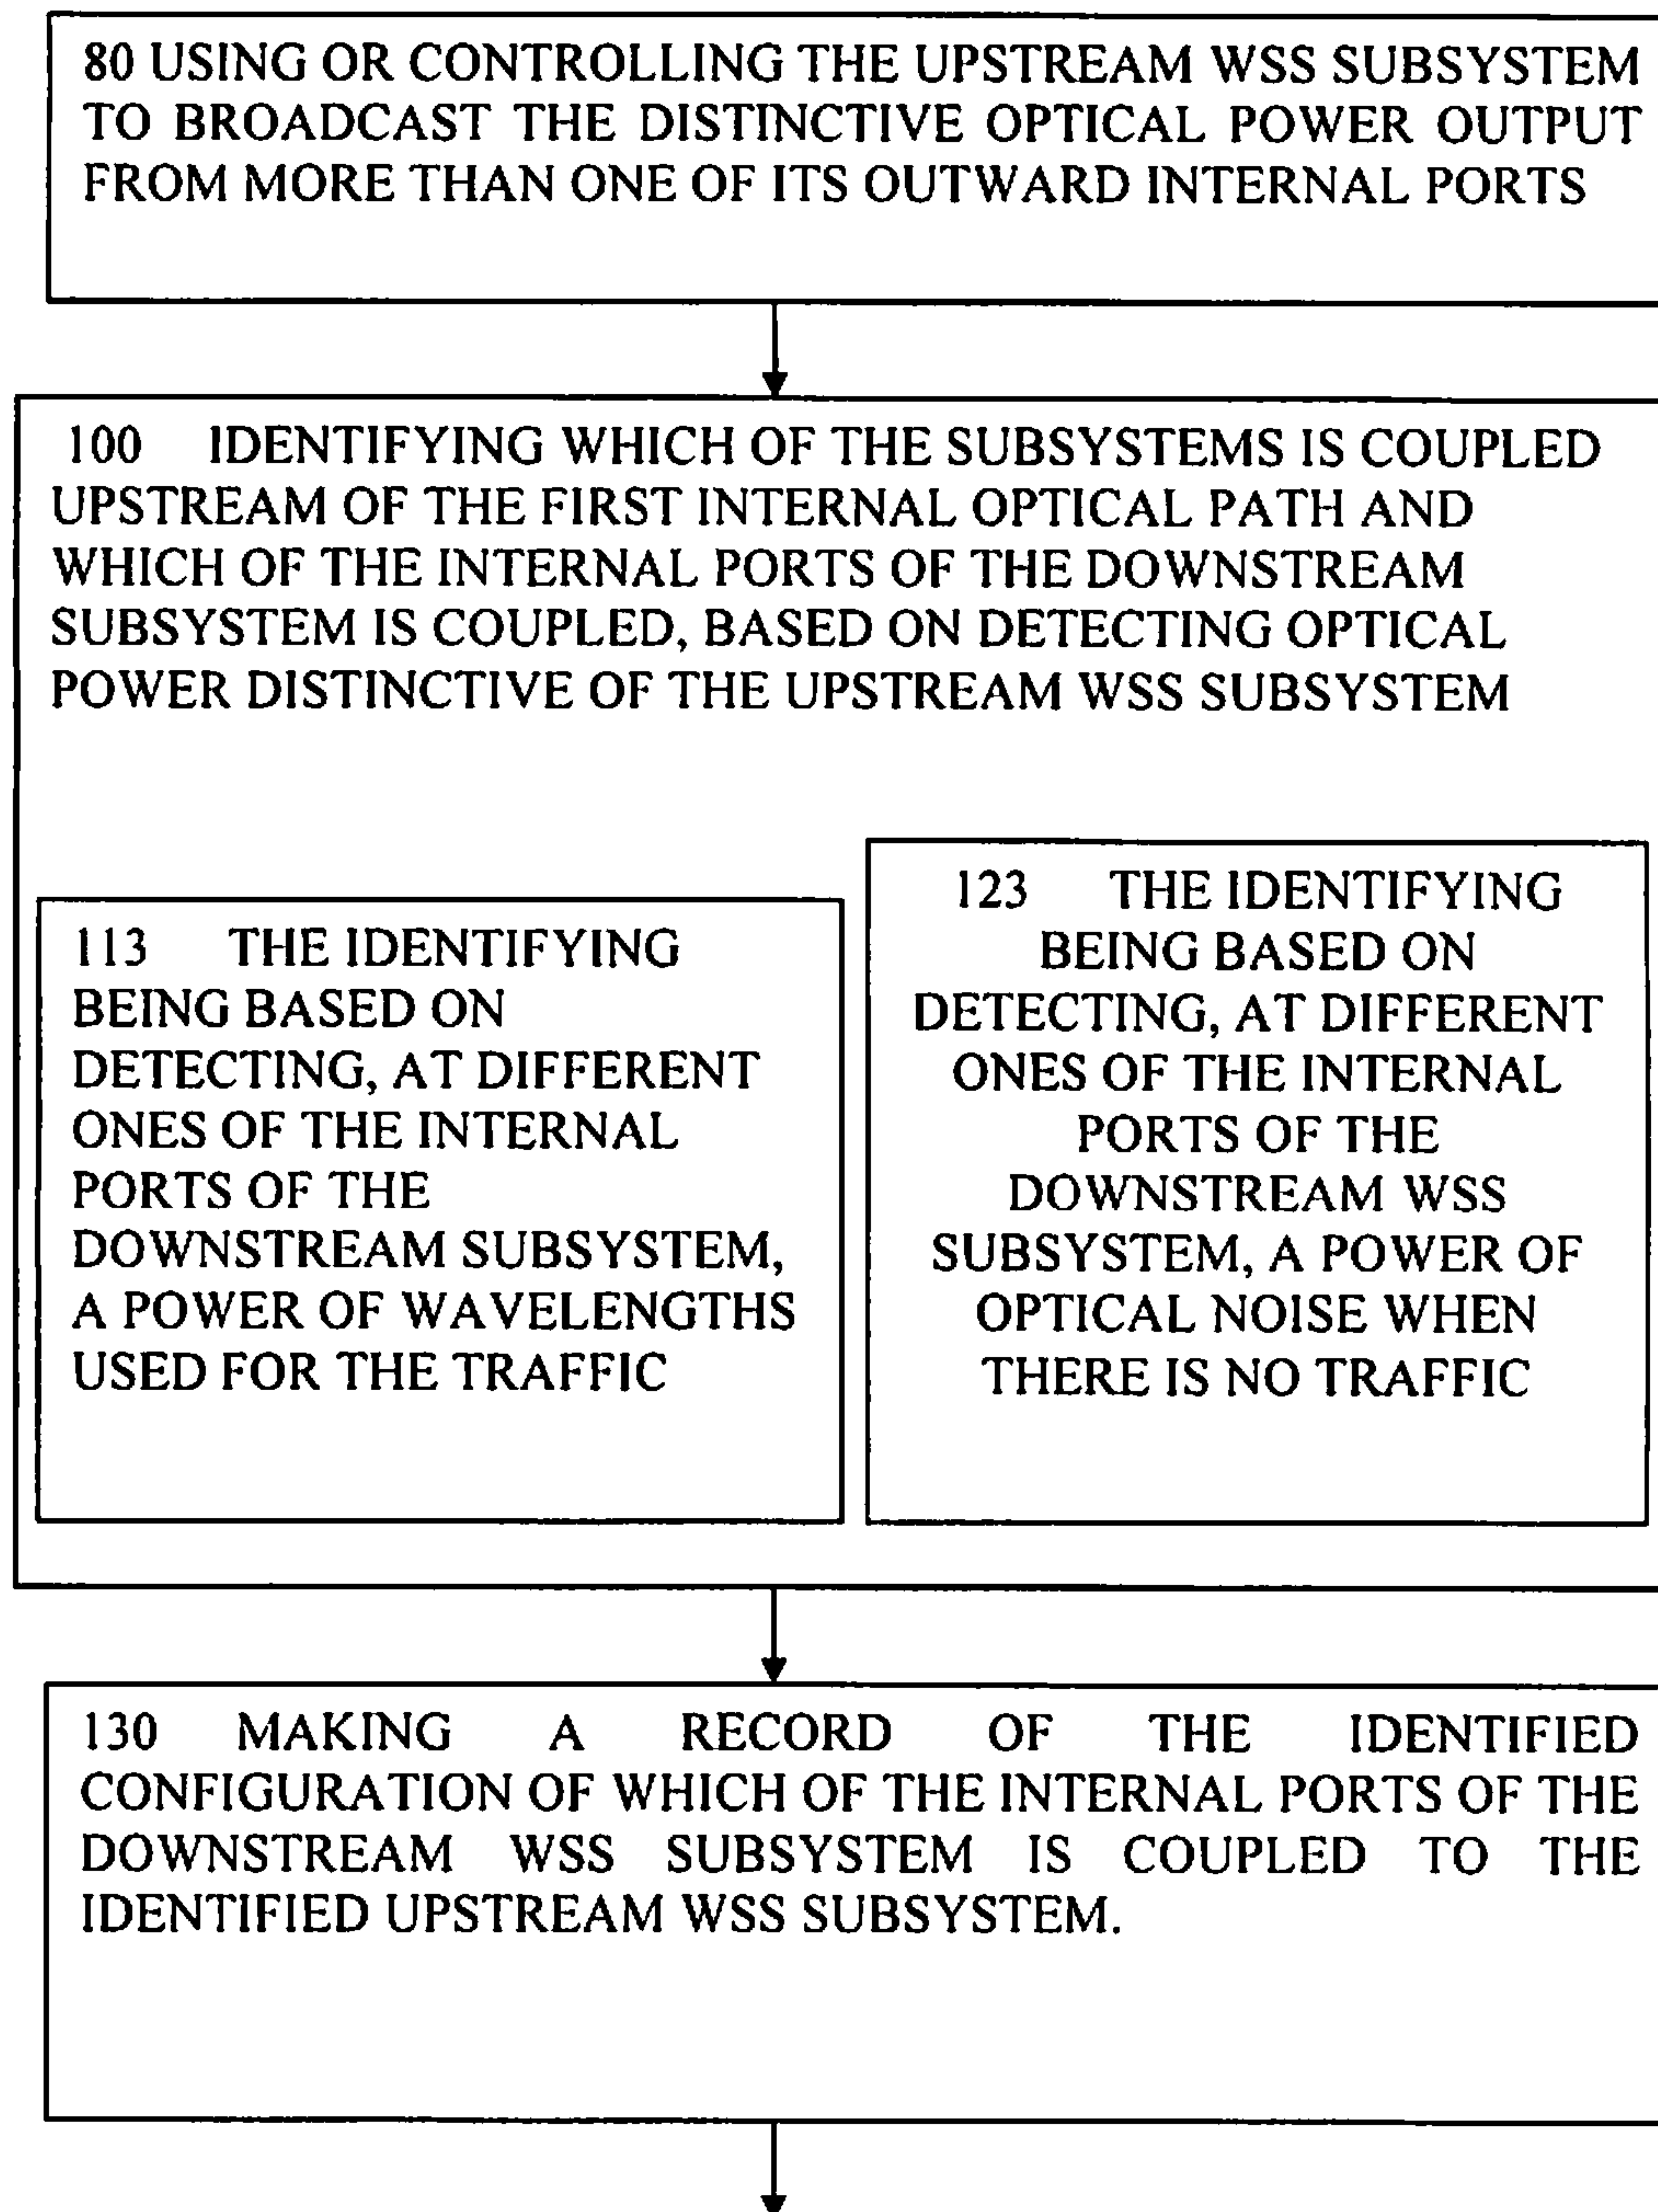 80 USING OR CONTROLLING THE UPSTREAM WSS SUBSYSTEM
TO BROADCAST THE DISTINCTIVE OPTICAL POWER OUTPUT
FROM MORE THAN ONE OF ITS OUTWARD INTERNAL PORTS
100 IDENTIFYING WHICH OF THE SUBSYSTEMS IS COUPLED
UPSTREAM OF THE FIRST INTERNAL OPTICAL PATH AND
WHICH OF THE INTERNAL PORTS OF THE DOWNSTREAM
SUBSYSTEM IS COUPLED, BASED ON DETECTING OPTICAL
POWER DISTINCTIVE OF THE UPSTREAM WSS SUBSYSTEM
113 THE IDENTIFYING
BEING BASED ON
DETECTING, AT DIFFERENT
ONES OF THE INTERNAL
PORTS OF THE
DOWNSTREAM SUBSYSTEM,
A POWER OF WAVELENGTHS
USED FOR THE TRAFFIC
123 THE IDENTIFYING
BEING BASED ON
DETECTING, AT DIFFERENT
ONES OF THE INTERNAL
PORTS OF THE
DOWNSTREAM WSS
SUBSYSTEM, A POWER OF
OPTICAL NOISE WHEN
THERE IS NO TRAFFIC
130 MAKING A RECORD OF THE IDENTIFIED
CONFIGURATION OF WHICH OF THE INTERNAL PORTS OF THE
DOWNSTREAM WSS SUBSYSTEM IS COUPLED TO THE
IDENTIFIED UPSTREAM WSS SUBSYSTEM.